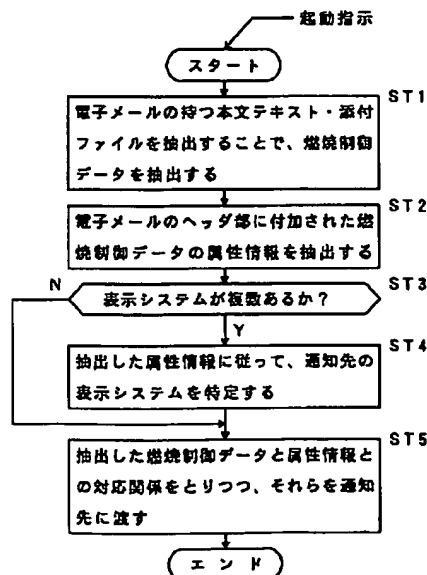 起動指示
スタート
ST1
電子メールの持つ本文テキスト・添付
ファイルを抽出することで、燃焼制御
データを抽出する
ST2
電子メールのヘッダ部に付加された燃
焼制御データの属性情報を抽出する
ST3
N
表示システムが複数あるか?
Y
ST4
抽出した属性情報に従って、通知先の
表示システムを特定する
ST5
抽出した燃焼制御データと属性情報と
の対応関係をとりつつ、それらを通知
先に渡す
エンド